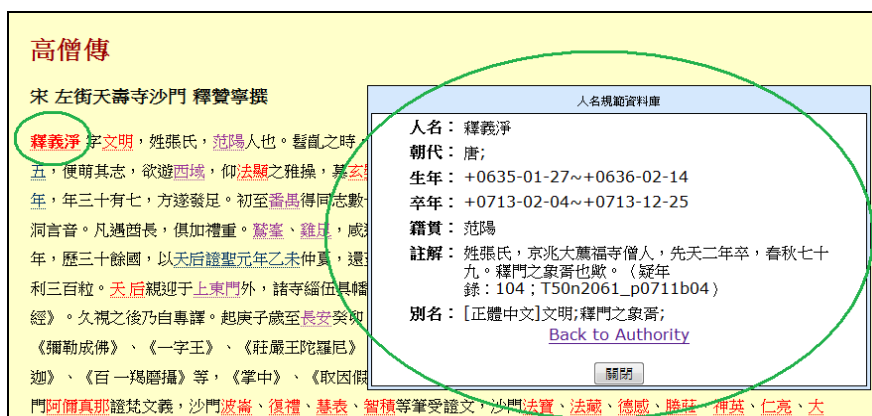 高僧傳
宋 左街天壽寺沙門 釋贊寧撰
釋義淨 字文明，姓張氏，范陽人也。髫齔之時，
五，便萌其志，欲遊西域，仰法顯之雅操，慕玄
年，年三十有七，方遂發足。初至番禺得同志數
洞言音。凡遇酋長，俱加禮重。鷲峯、雞足，咸
年，歷三十餘國，以天后證聖元年乙未仲夏，還
利三百粒。天后親迎于上東門外，諸寺緇伍具幡
經》。久視之後乃自專譯。起庚子歲至長安癸卯
《彌勒成佛》、《一字王》、《莊嚴王陀羅尼》
迦》、《百一羯磨攝》等，《掌中》、《取因假
門阿儞真那證梵文義，沙門波崙、復禮、慧表、智積等筆受證文，沙門法寶、法藏、德感、勝莊、神英、仁亮、大
人名規範資料庫
人名： 釋義淨
朝代： 唐;
生年： +0635-01-27~+0636-02-14
卒年： +0713-02-04~+0713-12-25
籍貫： 范陽
註解： 姓張氏，京兆大薦福寺僧人，先天二年卒，春秋七十
九。釋門之象胥也歟。（疑年
錄：104；T50n2061_p0711b04）
別名： [正體中文]文明;釋門之象胥;
Back to Authority
關閉